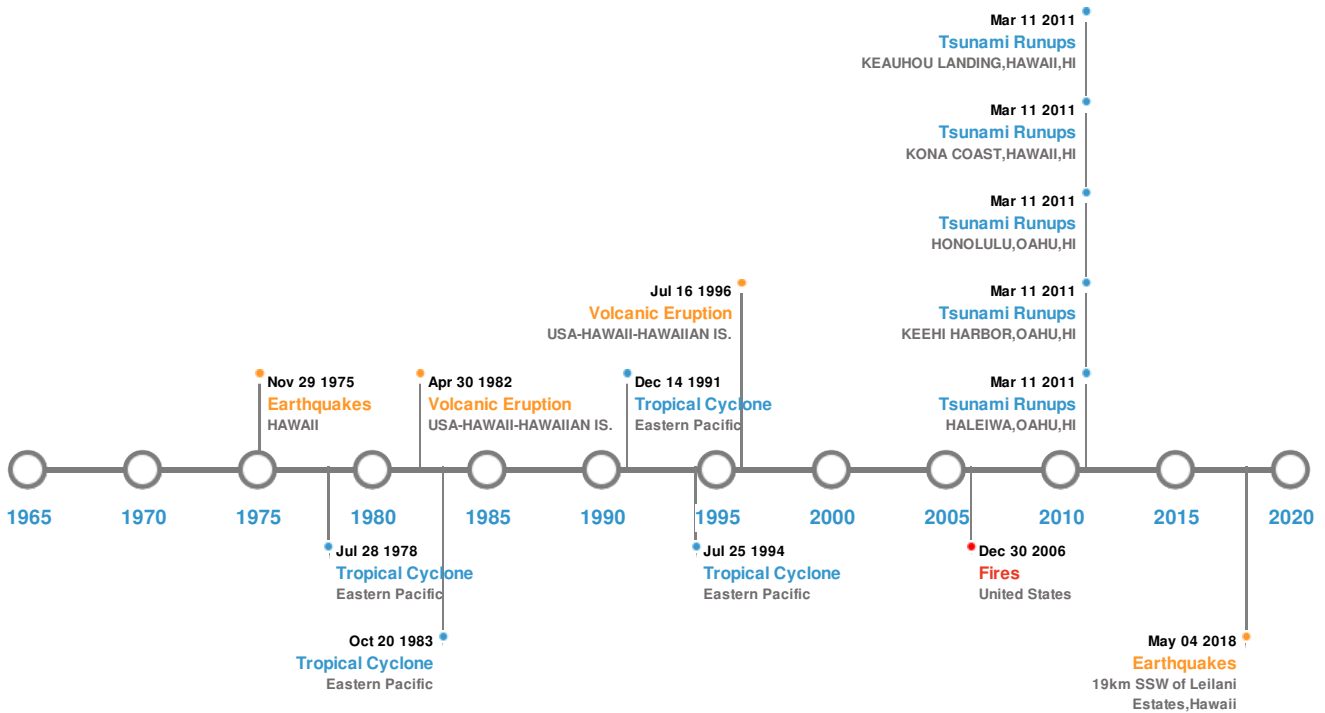 Mar 11 2011
Tsunami Runups
KEAUHOU LANDING,HAWAII,HI
Mar 11 2011
Tsunami Runups
KONA COAST,HAWAII,HI
Mar 11 2011
Tsunami Runups
HONOLULU,OAHU,HI
Mar 11 2011
Tsunami Runups
KEEHI HARBOR,OAHU,HI
Jul 16 1996
Volcanic Eruption
USA-HAWAII-HAWAIIAN IS.
Nov 29 1975
Earthquakes
HAWAII
Apr 30 1982
Volcanic Eruption
USA-HAWAII-HAWAIIAN IS.
Dec 14 1991
Tropical Cyclone
Eastern Pacific
Mar 11 2011
Tsunami Runups
HALEIWA,OAHU,HI
1965 1970 1975 1980 1985 1990 1995 2000 2005 2010 2015 2020
Jul 28 1978
Tropical Cyclone
Eastern Pacific
Jul 25 1994
Tropical Cyclone
Eastern Pacific
Dec 30 2006
Fires
United States
Oct 20 1983
Tropical Cyclone
Eastern Pacific
May 04 2018
Earthquakes
19km SSW of Leilani
Estates,Hawaii